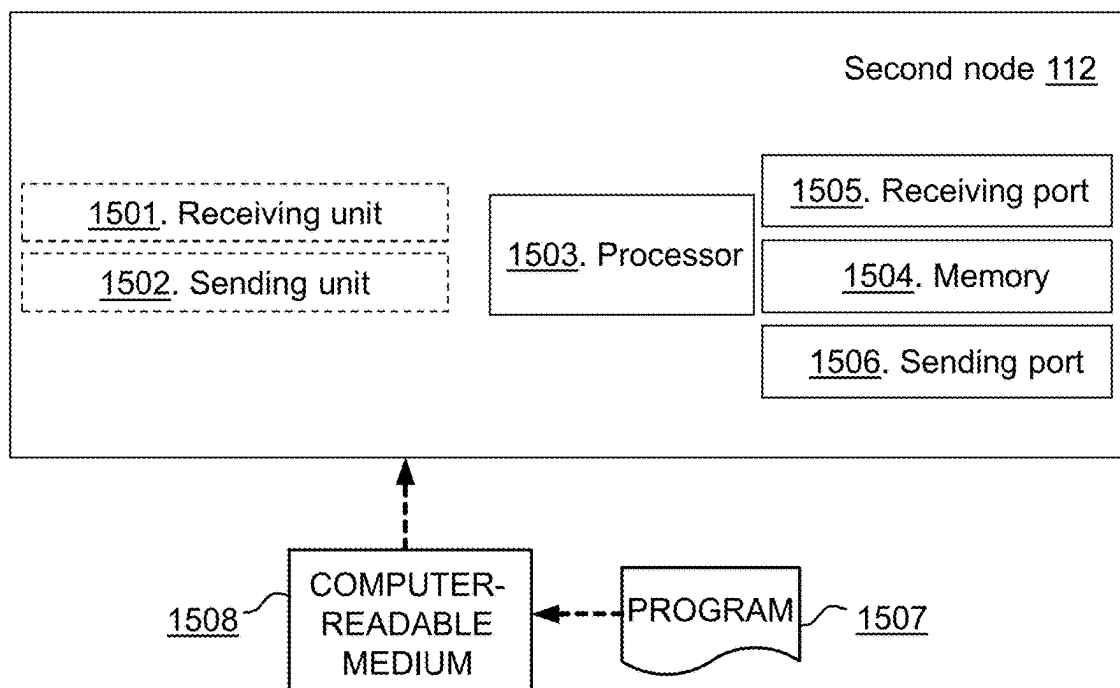 Second node 112
1501. Receiving unit
1502. Sending unit
1503. Processor
1505. Receiving port
1504. Memory
1506. Sending port
1508
COMPUTER-
READABLE
MEDIUM
PROGRAM
1507